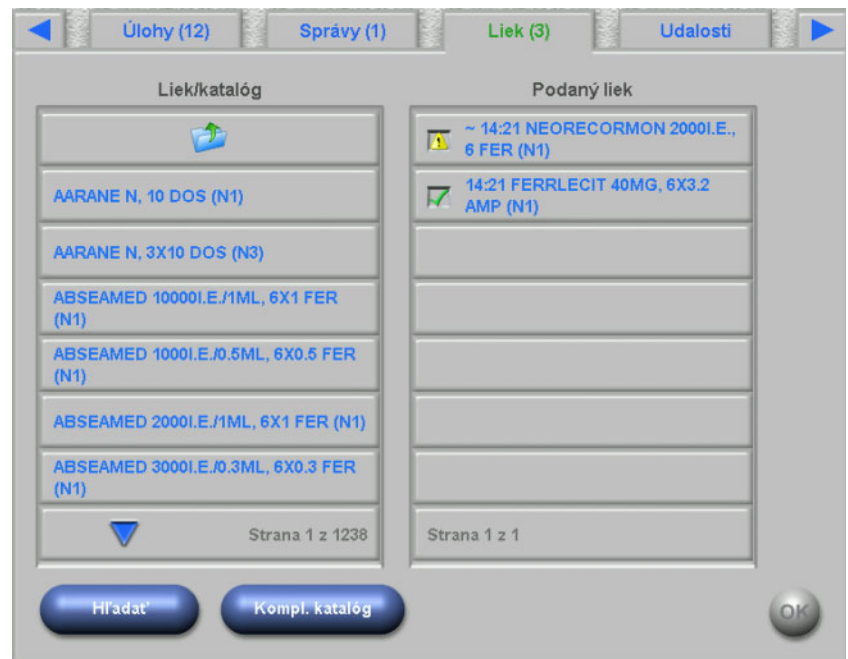 Úlohy (12)
Správy (1)
Liek (3)
Udalosti
Liek/katalóg
Podaný liek
AARANE N, 10 DOS (N1)
AARANE N, 3X10 DOS (N3)
ABSEAMED 10000I.E./1ML, 6X1 FER
(N1)
ABSEAMED 1000I.E./0.5ML, 6X0.5 FER
(N1)
ABSEAMED 2000I.E./1ML, 6X1 FER (N1)
ABSEAMED 3000I.E./0.3ML, 6X0.3 FER
(N1)
Strana 1 z 1238
~ 14:21 NEORECORMON 2000I.E.,
6 FER (N1)
14:21 FERRLECIT 40MG, 6X3.2
AMP (N1)
Strana 1 z 1
Hľadať
Kompl. katalóg
OK